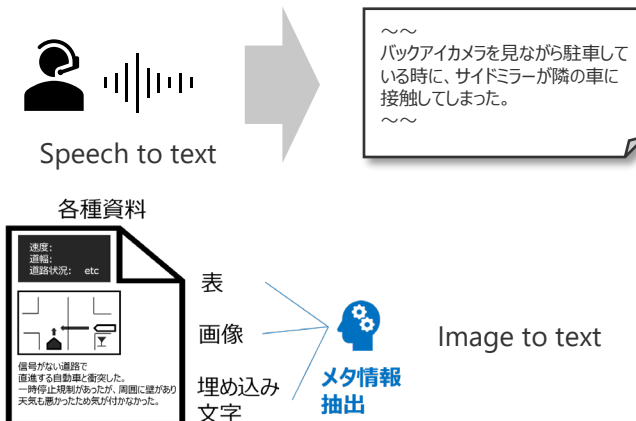 ～～
バックアイカメラを見ながら駐車して
いる時に、サイドミラーが隣の車に
接触してしまった。
～～
Speech to text
各種資料
速度:
道幅:
道路状況:　etc
信号がない道路で
直進する自動車と衝突した。
一時停止規制があったが、周囲に壁があり
天気も悪かったため気が付かなかった。
表
画像
埋め込み
文字
メタ情報
抽出
Image to text